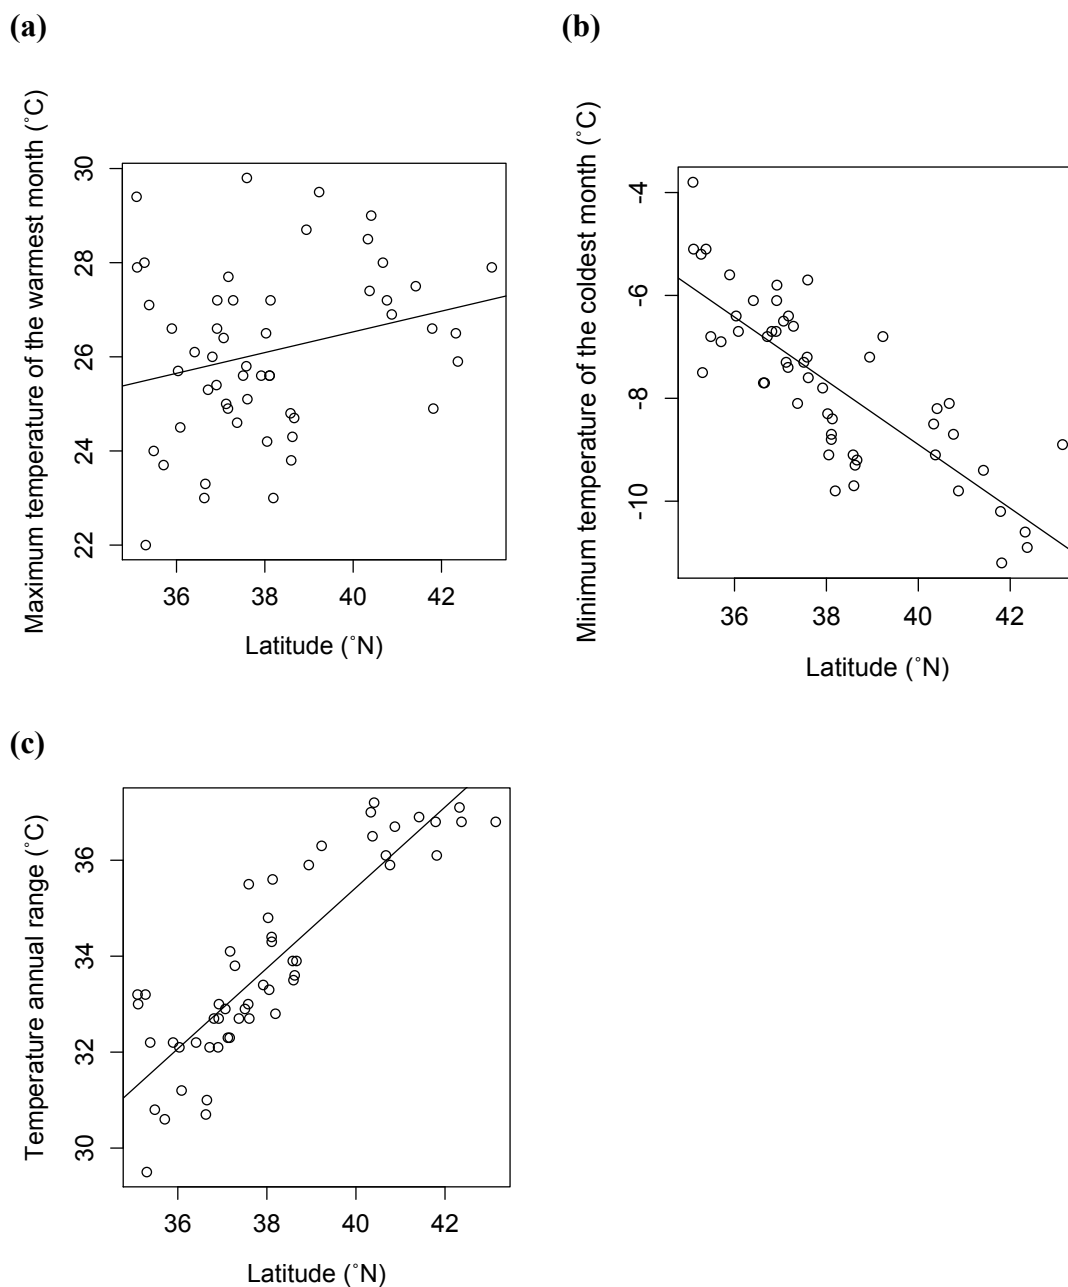 (a)
Maximum temperature of the warmest month (˚C)
30
28
26
24
22
36 38 40 42
Latitude (˚N)
(b)
Minimum temperature of the coldest month (˚C)
-4
-6
-8
-10
36 38 40 42
Latitude (˚N)
(c)
Temperature annual range (˚C)
36
34
32
30
36 38 40 42
Latitude (˚N)